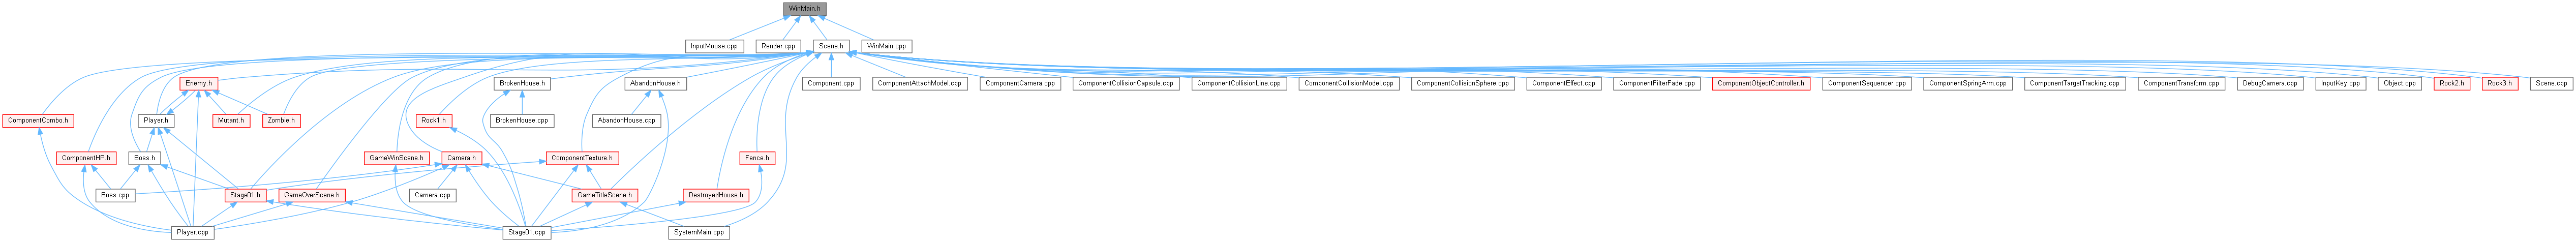 WinMain.h
InputMouse.cpp
Render.cpp
Scene.h
WinMain.cpp
Enemy.h
BrokenHouse.h
AbandonHouse.h
Component.cpp
ComponentAttachModel.cpp
ComponentCamera.cpp
ComponentCollisionCapsule.cpp
ComponentCollisionLine.cpp
ComponentCollisionModel.cpp
ComponentCollisionSphere.cpp
ComponentEffect.cpp
ComponentFilterFade.cpp
ComponentObjectController.h
ComponentSequencer.cpp
ComponentSpringArm.cpp
ComponentTargetTracking.cpp
ComponentTransform.cpp
DebugCamera.cpp
InputKey.cpp
Object.cpp
Rock2.h
Rock3.h
Scene.cpp
ComponentCombo.h
Player.h
Mutant.h
Zombie.h
Rock1.h
BrokenHouse.cpp
AbandonHouse.cpp
ComponentHP.h
Boss.h
GameWinScene.h
Camera.h
ComponentTexture.h
Fence.h
Boss.cpp
Stage01.h
GameOverScene.h
Camera.cpp
GameTitleScene.h
DestroyedHouse.h
Player.cpp
Stage01.cpp
SystemMain.cpp